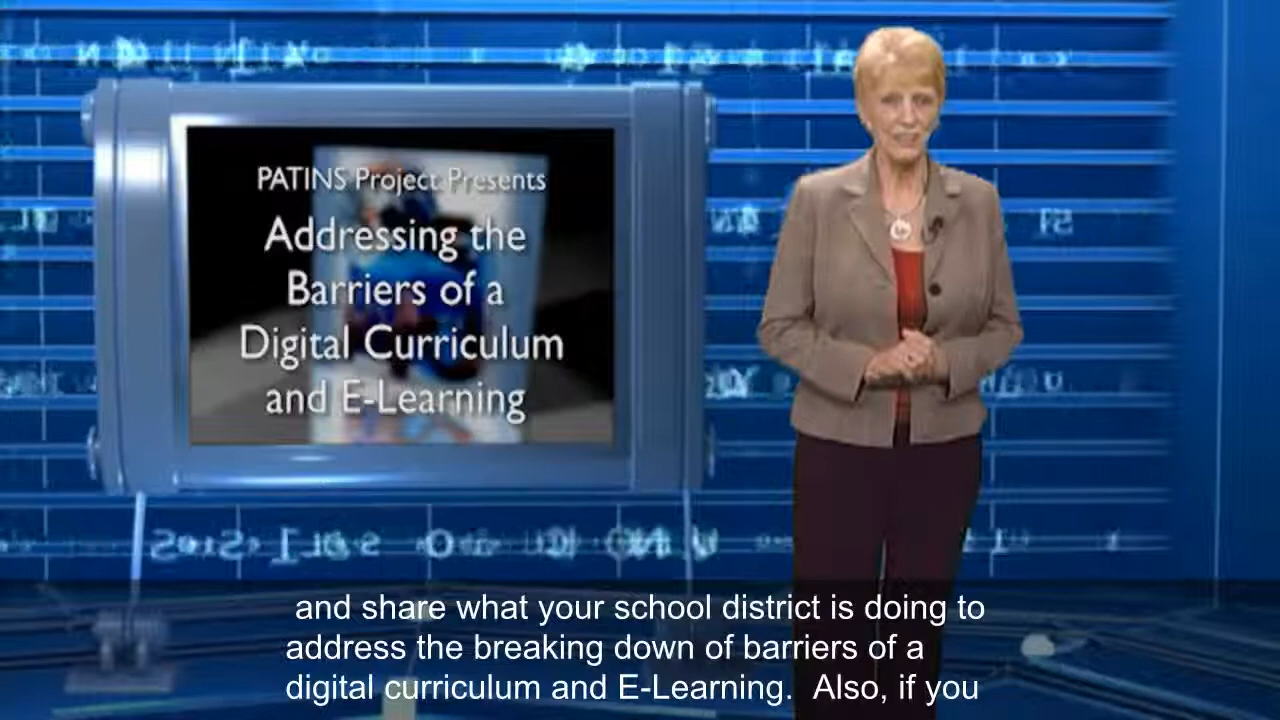 PATINS Project Presents
Addressing the
Barriers of a
Digital Curriculum
and E-Learning
and share what your school district is doing to
address the breaking down of barriers of a
digital curriculum and E-Learning.  Also, if you